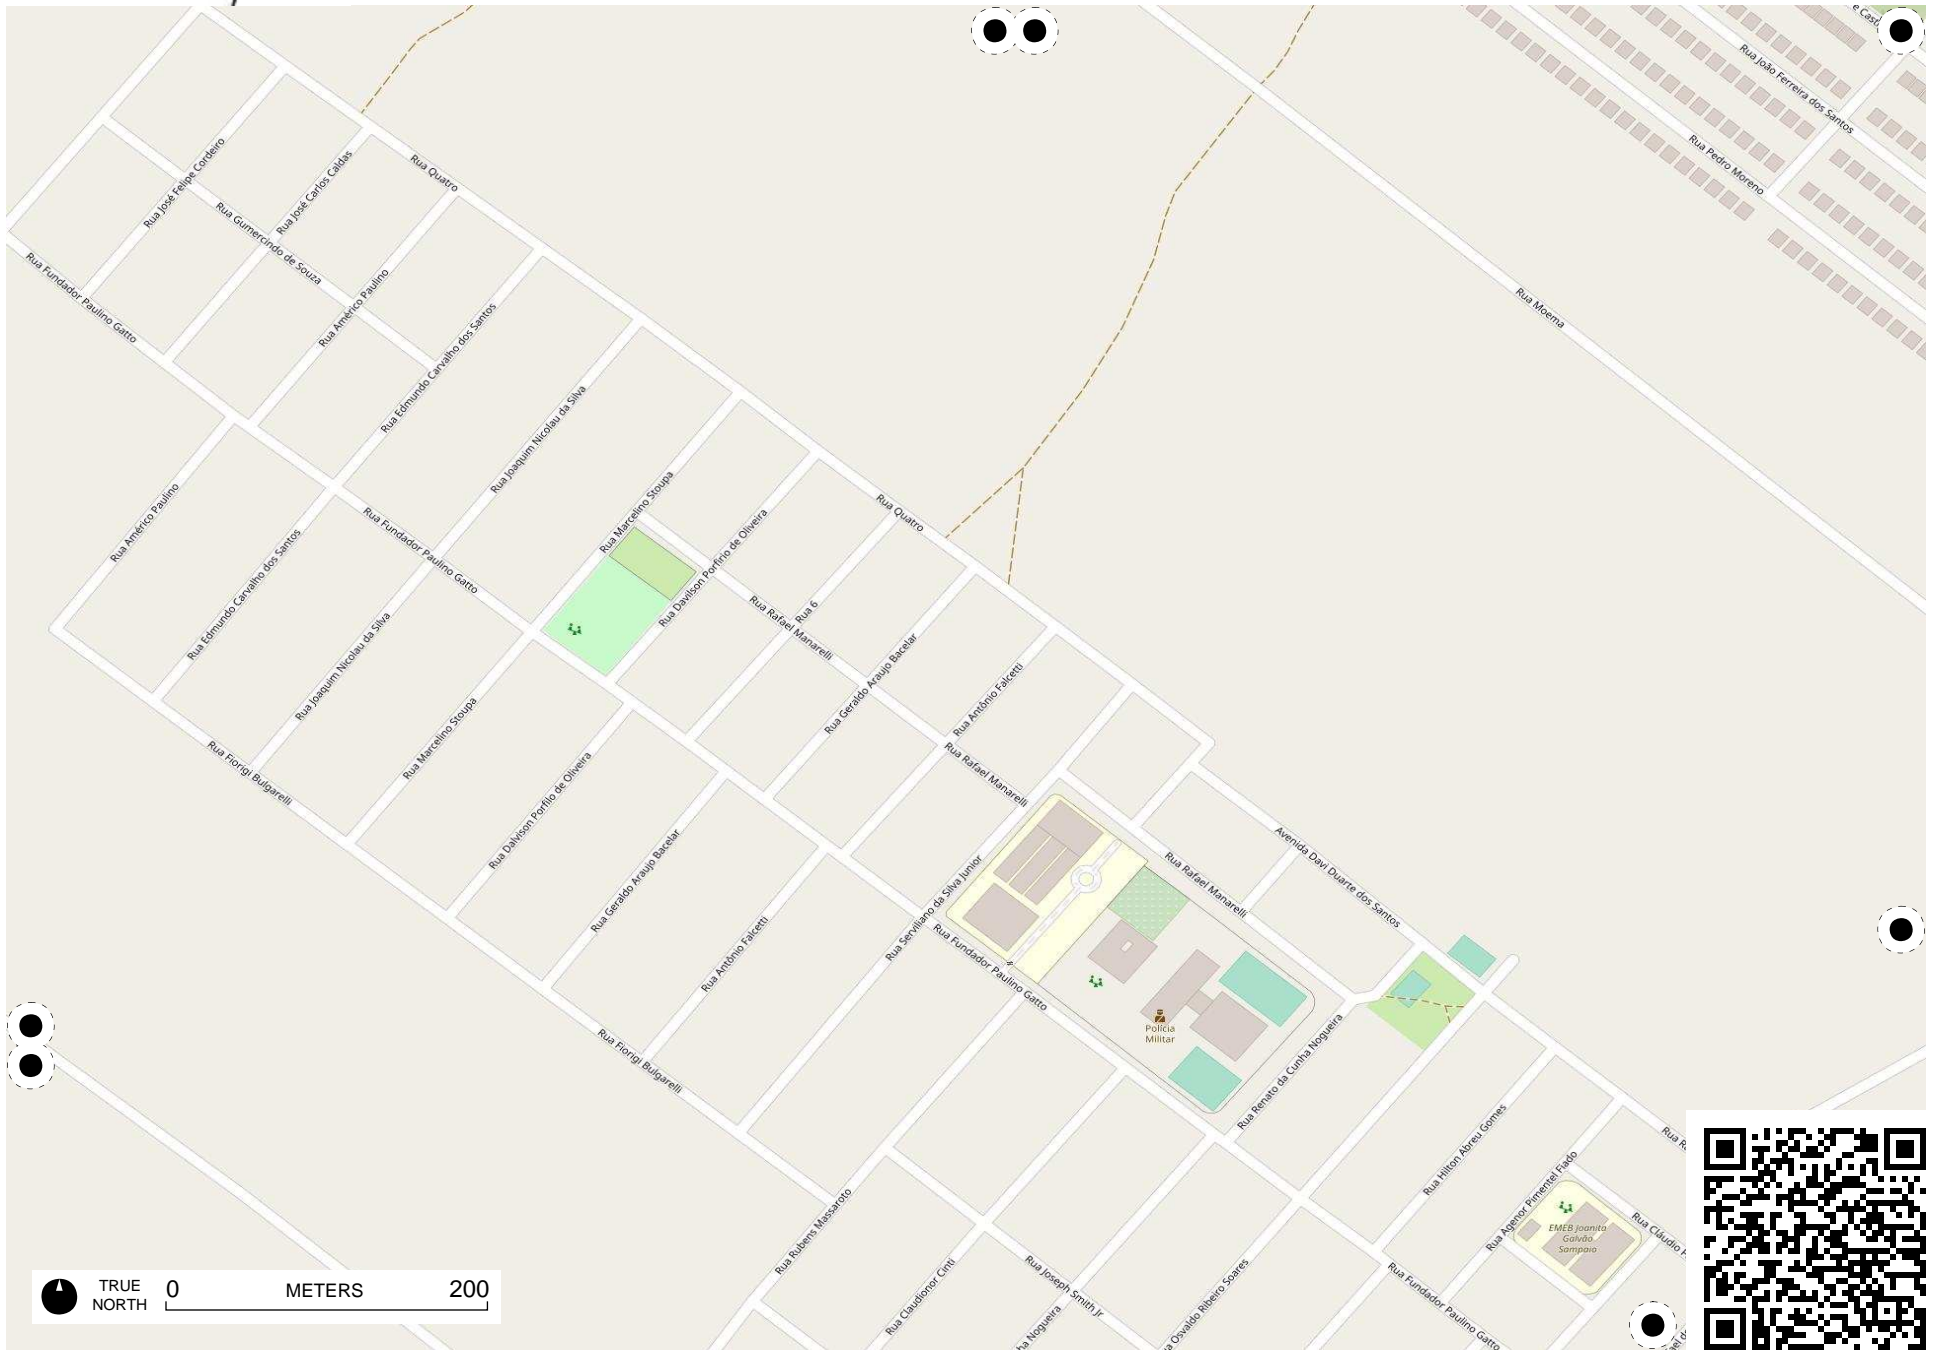 Rua João Ferreira dos Santos
Rua Pedro Moreno
Rua Quatro
Rua José Felipe Cordeiro
Rua José Carlos Caldas
Rua Gumercindo de Souza
Rua Fundador Paulino Gatto
Rua Américo Paulino
Rua Edmundo Carvalho dos Santos
Rua Moema
Rua Joaquim Nicolau da Silva
Rua Marcelino Stoupa
Rua Quatro
Rua Américo Paulino
Rua Fundador Paulino Gatto
Rua Davilson Porfirio de Oliveira
Rua Edmundo Carvalho dos Santos
Rua 6
Rua Rafael Manarelli
Rua Joaquim Nicolau da Silva
Rua Geraldo Araujo Bacelar
Rua Antônio Falcetti
Rua Marcelino Stoupa
Rua Fiorigi Bulgarelli
Rua Rafael Manarelli
Rua Dalvison Porfilo de Oliveira
Rua Geraldo Araujo Bacelar
Avenida Davi Duarte dos Santos
Rua Rafael Manarelli
Rua Serviliano da Silva Junior
Rua Antônio Falcetti
Rua Fundador Paulino Gatto
Polícia
Militar
Rua Renato da Cunha Nogueira
Rua Fiorigi Bulgarelli
Rua Hilton Abreu Gomes
Rua Agenor Pimentel Fiado
Rua Rubens Massaroto
EMEB Joanita
Galvão
Sampaio
Rua Cláudio
Rua Claudionor Cinti
Rua Joseph Smith Jr
Osvaldo Ribeiro Soares
Nogueira
Rua Fundador Paulino Gatto
TRUE
NORTH
0 METERS 200